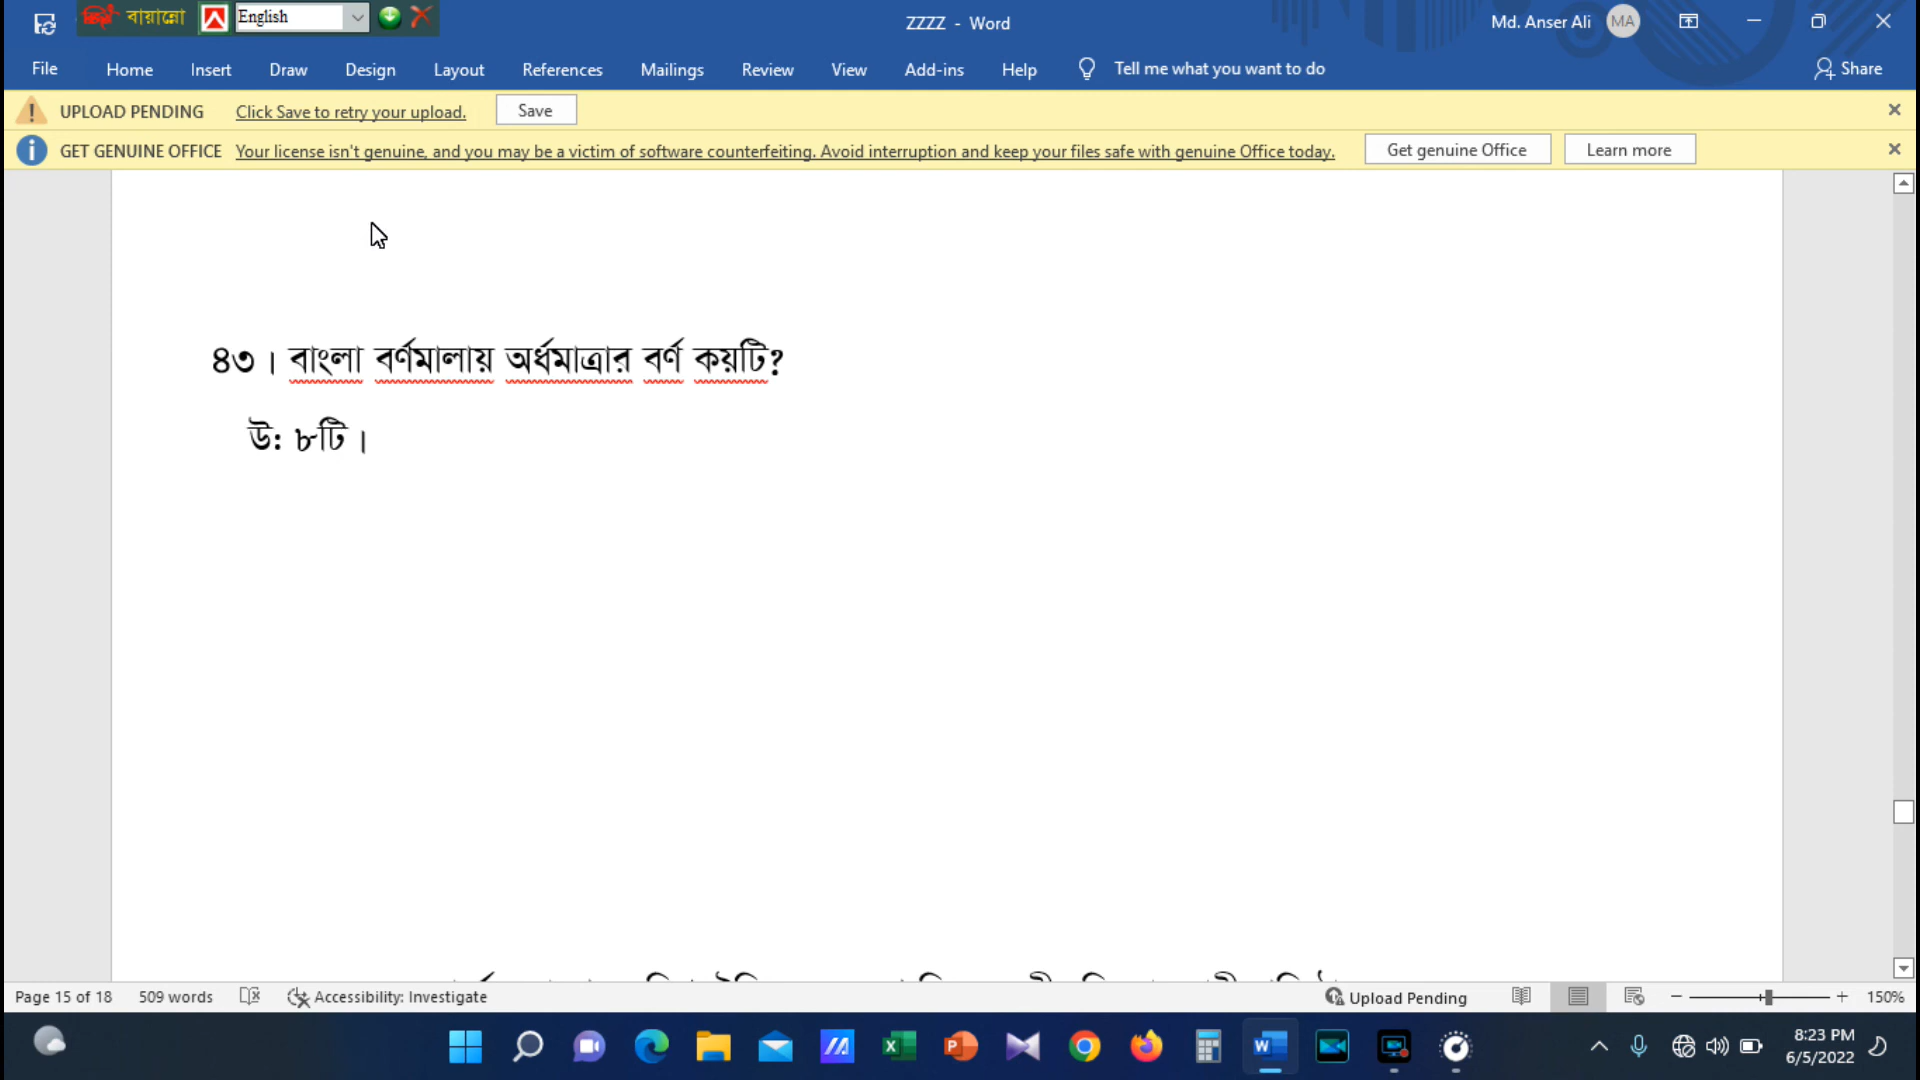 বায়ান্নো English
ZZZZ - Word
Md. Anser Ali MA
File Home Insert Draw Design Layout References Mailings Review View Add-ins Help Tell me what you want to do Share
UPLOAD PENDING Click Save to retry your upload. Save
GET GENUINE OFFICE Your license isn't genuine, and you may be a victim of software counterfeiting. Avoid interruption and keep your files safe with genuine Office today. Get genuine Office Learn more
৪৩। বাংলা বর্ণমালায় অর্ধমাত্রার বর্ণ কয়টি?
উ: ৮টি।
Page 15 of 18 509 words Accessibility: Investigate Upload Pending 150%
8:23 PM
6/5/2022